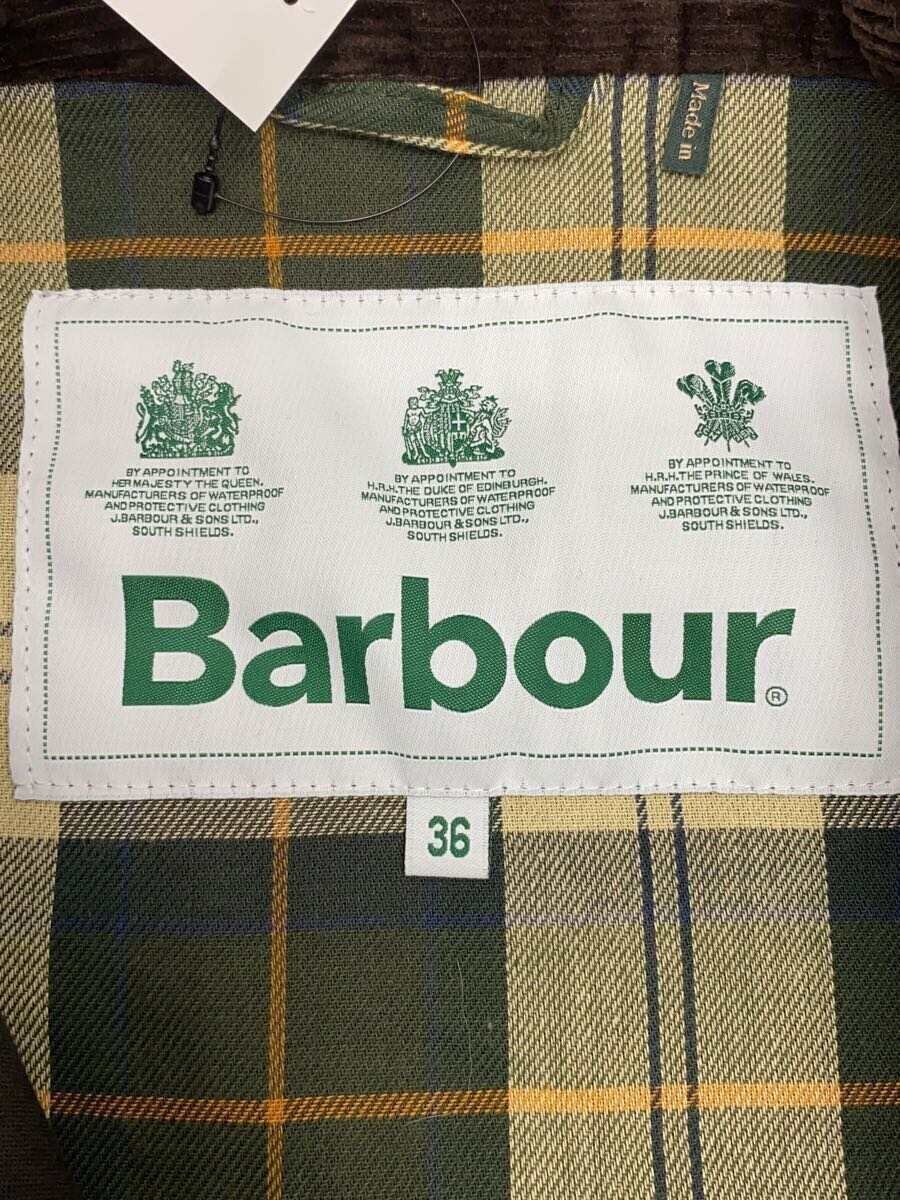 Made in
BY APPOINTMENT TO
HER MAJESTY THE QUEEN.
MANUFACTURERS OF WATERPROOF
AND PROTECTIVE CLOTHING
J.BARBOUR & SONS LTD.,
SOUTH SHIELDS.
BY APPOINTMENT TO
H.R.H.THE DUKE OF EDINBURGH.
MANUFACTURERS OF WATERPROOF
AND PROTECTIVE CLOTHING
J.BARBOUR & SONS LTD.,
SOUTH SHIELDS.
BY APPOINTMENT TO
H.R.H.THE PRINCE OF WALES.
MANUFACTURERS OF WATERPROOF
AND PROTECTIVE CLOTHING
J.BARBOUR & SONS LTD.,
SOUTH SHIELDS.
Barbour®
36